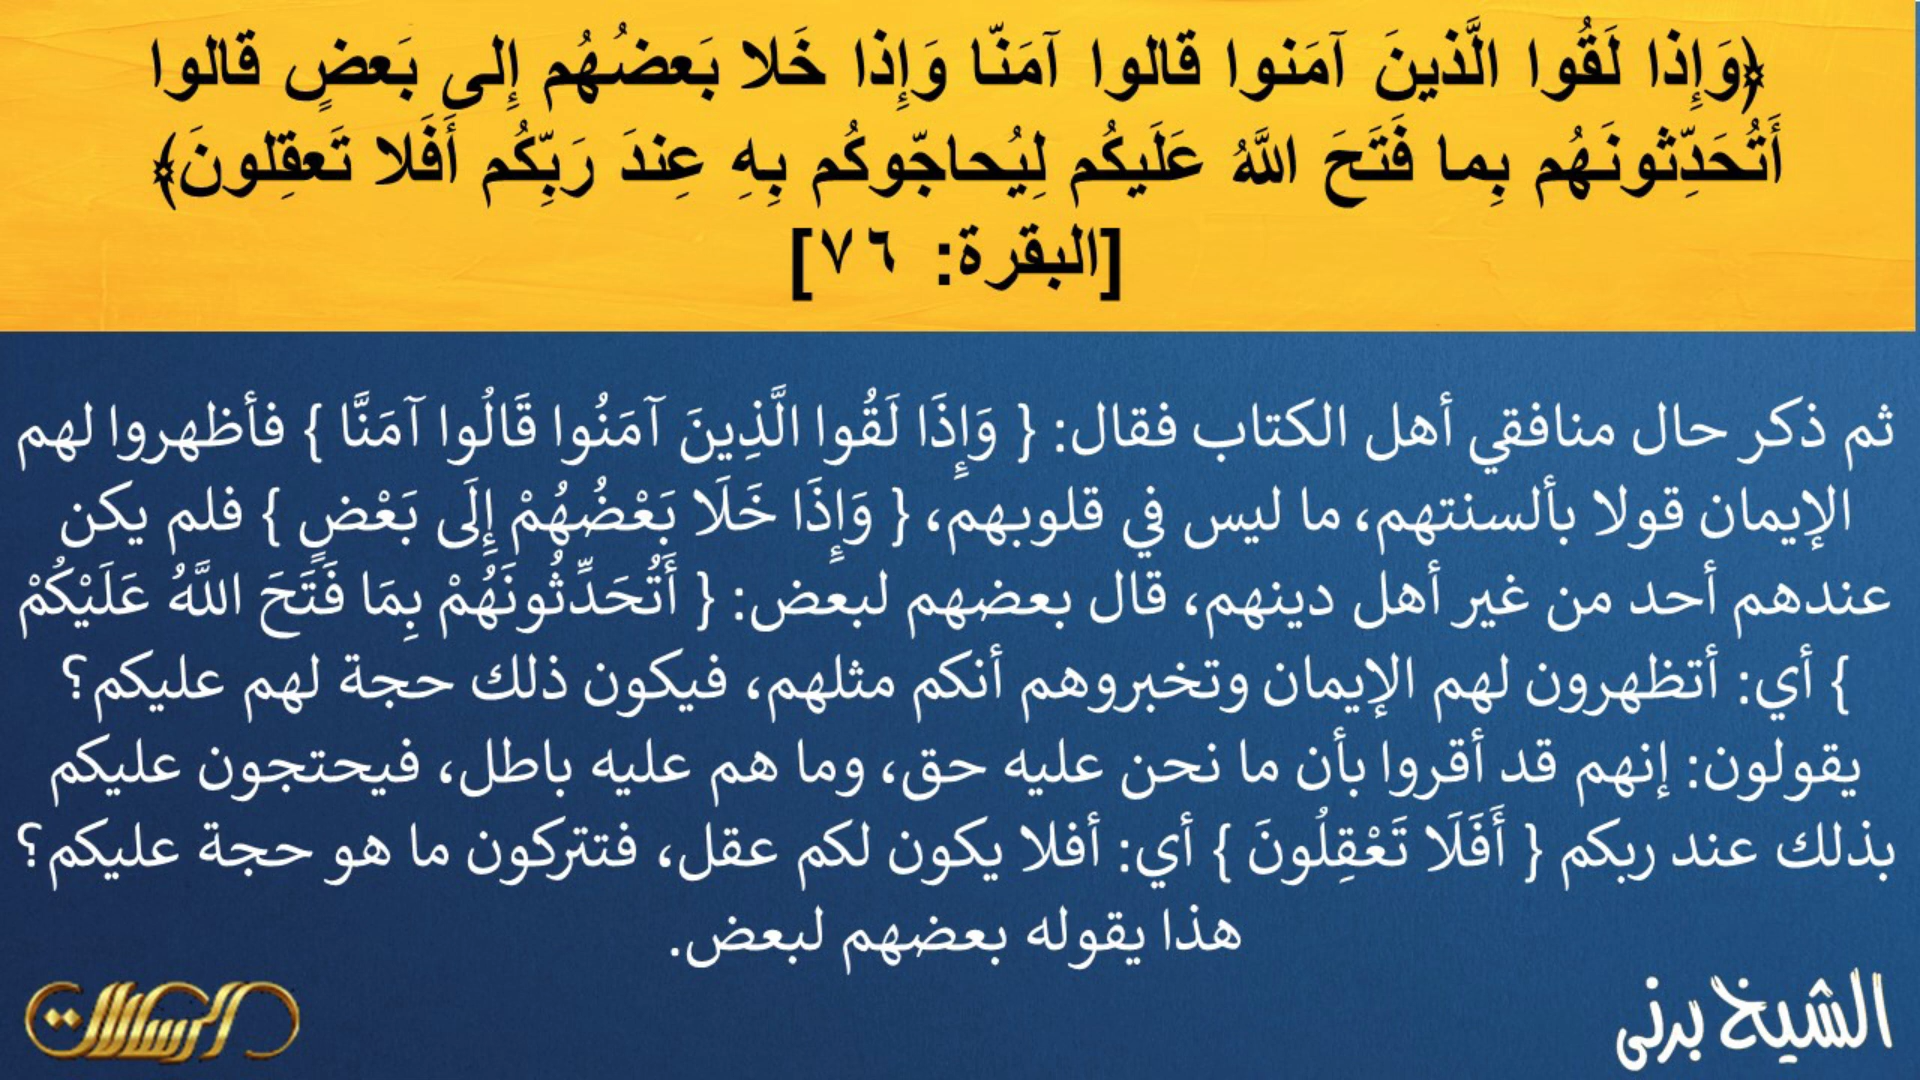 ﴿وَإِذا لَقُوا الَّذينَ آمَنوا قالوا آمَنّا وَإِذا خَلا بَعضُهُم إِلى بَعضٍ قالوا
أَتُحَدِّثونَهُم بِما فَتَحَ اللَّهُ عَلَيكُم لِيُحاجّوكُم بِهِ عِندَ رَبِّكُم أَفَلا تَعقِلونَ﴾
[البقرة: ٧٦]
ثم ذكر حال منافقي أهل الكتاب فقال: { وَإِذَا لَقُوا الَّذِينَ آمَنُوا قَالُوا آمَنَّا } فأظهروا لهم
الإيمان قولا بألسنتهم، ما ليس في قلوبهم، { وَإِذَا خَلَا بَعْضُهُمْ إِلَى بَعْضٍ } فلم يكن
عندهم أحد من غير أهل دينهم، قال بعضهم لبعض: { أَتُحَدِّثُونَهُمْ بِمَا فَتَحَ اللَّهُ عَلَيْكُمْ
} أي: أتظهرون لهم الإيمان وتخبروهم أنكم مثلهم، فيكون ذلك حجة لهم عليكم؟
يقولون: إنهم قد أقروا بأن ما نحن عليه حق، وما هم عليه باطل، فيحتجون عليكم
بذلك عند ربكم { أَفَلَا تَعْقِلُونَ } أي: أفلا يكون لكم عقل، فتتركون ما هو حجة عليكم؟
هذا يقوله بعضهم لبعض.
الشيخ برني
الرسالات